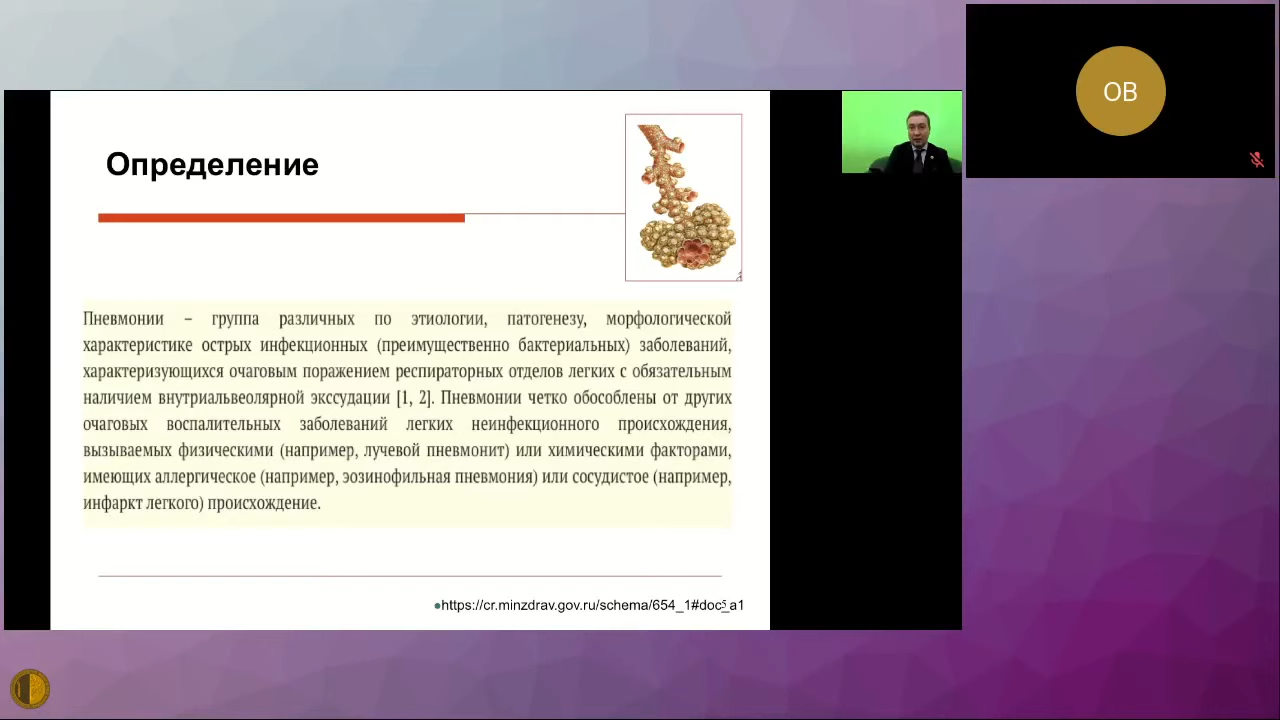 Определение
Пневмонии – группа различных по этиологии, патогенезу, морфологической
характеристике острых инфекционных (преимущественно бактериальных) заболеваний,
характеризующихся очаговым поражением респираторных отделов легких с обязательным
наличием внутриальвеолярной экссудации [1, 2]. Пневмонии четко обособлены от других
очаговых воспалительных заболеваний легких неинфекционного происхождения,
вызываемых физическими (например, лучевой пневмонит) или химическими факторами,
имеющих аллергическое (например, эозинофильная пневмония) или сосудистое (например,
инфаркт легкого) происхождение.
●https://cr.minzdrav.gov.ru/schema/654_1#doc_a1
5
ОВ